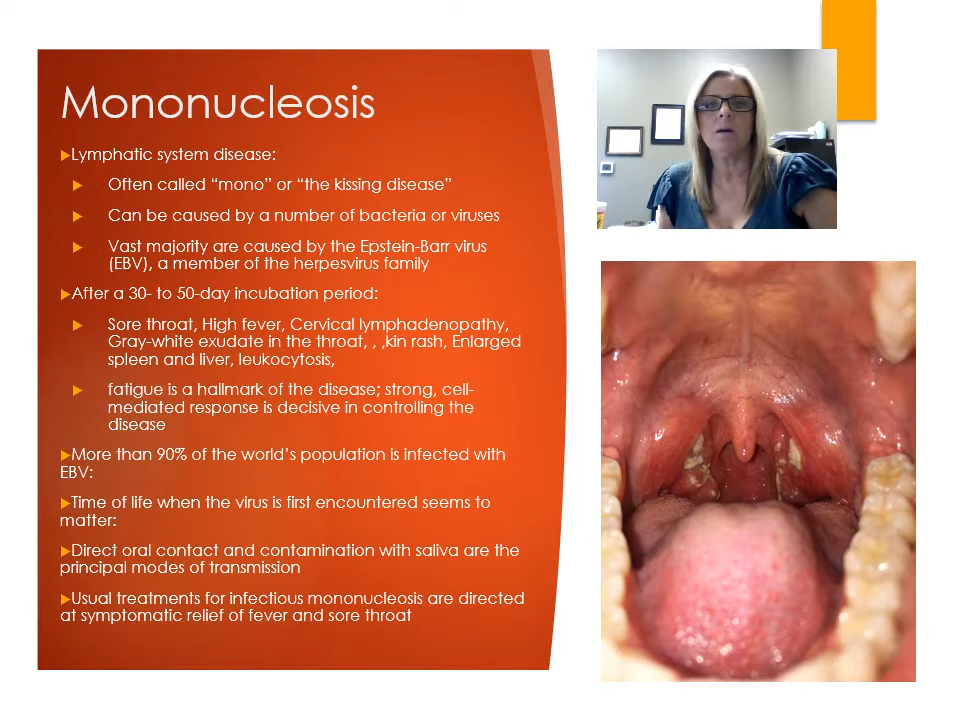 Mononucleosis
Lymphatic system disease:
Often called “mono” or “the kissing disease”
Can be caused by a number of bacteria or viruses
Vast majority are caused by the Epstein-Barr virus
(EBV), a member of the herpesvirus family
After a 30- to 50-day incubation period:
Sore throat, High fever, Cervical lymphadenopathy,
Gray-white exudate in the throat, , ,kin rash, Enlarged
spleen and liver, leukocytosis,
fatigue is a hallmark of the disease; strong, cell-
mediated response is decisive in controlling the
disease
More than 90% of the world’s population is infected with
EBV:
Time of life when the virus is first encountered seems to
matter:
Direct oral contact and contamination with saliva are the
principal modes of transmission
Usual treatments for infectious mononucleosis are directed
at symptomatic relief of fever and sore throat